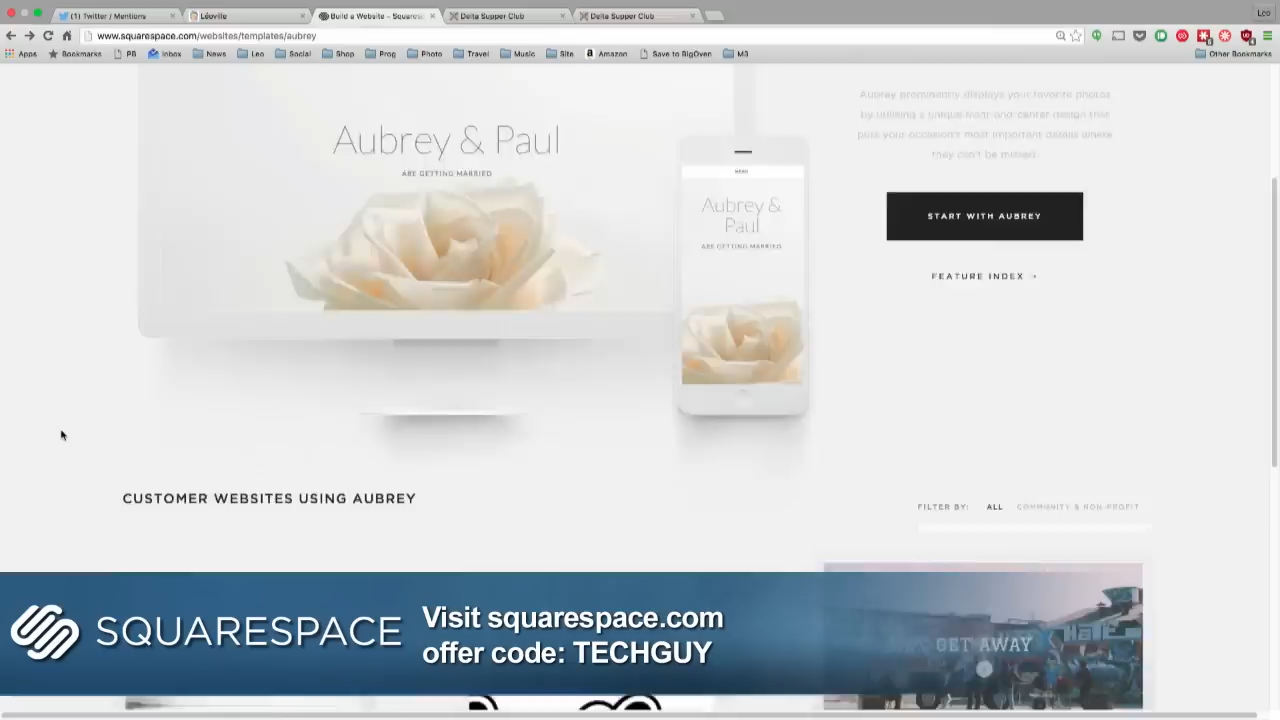 (1) Twitter / Mentions
Léoville
Build a Website – Squares
Delta Supper Club
Delta Supper Club
Leo
www.squarespace.com/websites/templates/aubrey
Apps
Bookmarks
PB
Inbox
News
Leo
Social
Shop
Prog
Photo
Travel
Music
Site
Amazon
Save to BigOven
M3
Other Bookmarks
Aubrey prominently displays your favorite photos
by utilizing a unique front-and-center design that
puts your occasion's most important details where
they can't be missed.
Aubrey & Paul
ARE GETTING MARRIED
MENU
Aubrey &
Paul
ARE GETTING MARRIED
START WITH AUBREY
FEATURE INDEX
CUSTOMER WEBSITES USING AUBREY
FILTER BY: ALL COMMUNITY & NON-PROFIT
GET AWAY
SQUARESPACE
Visit squarespace.com
offer code: TECHGUY